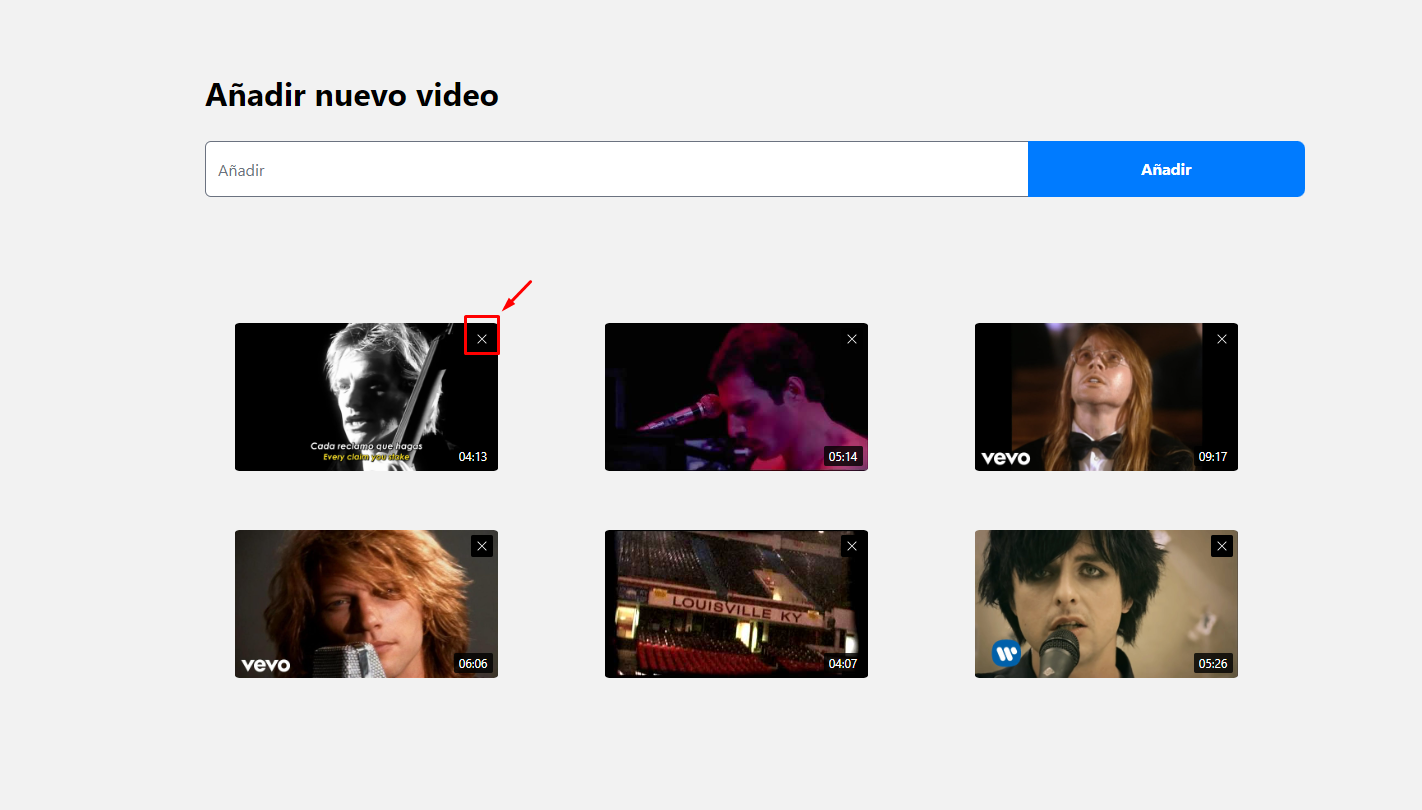 Añadir nuevo video
Añadir
Añadir
Cada reclamo que hagas
Every claim you make
04:13
05:14
vevo
09:17
vevo
06:06
LOUISVILLE KY
04:07
W
05:26